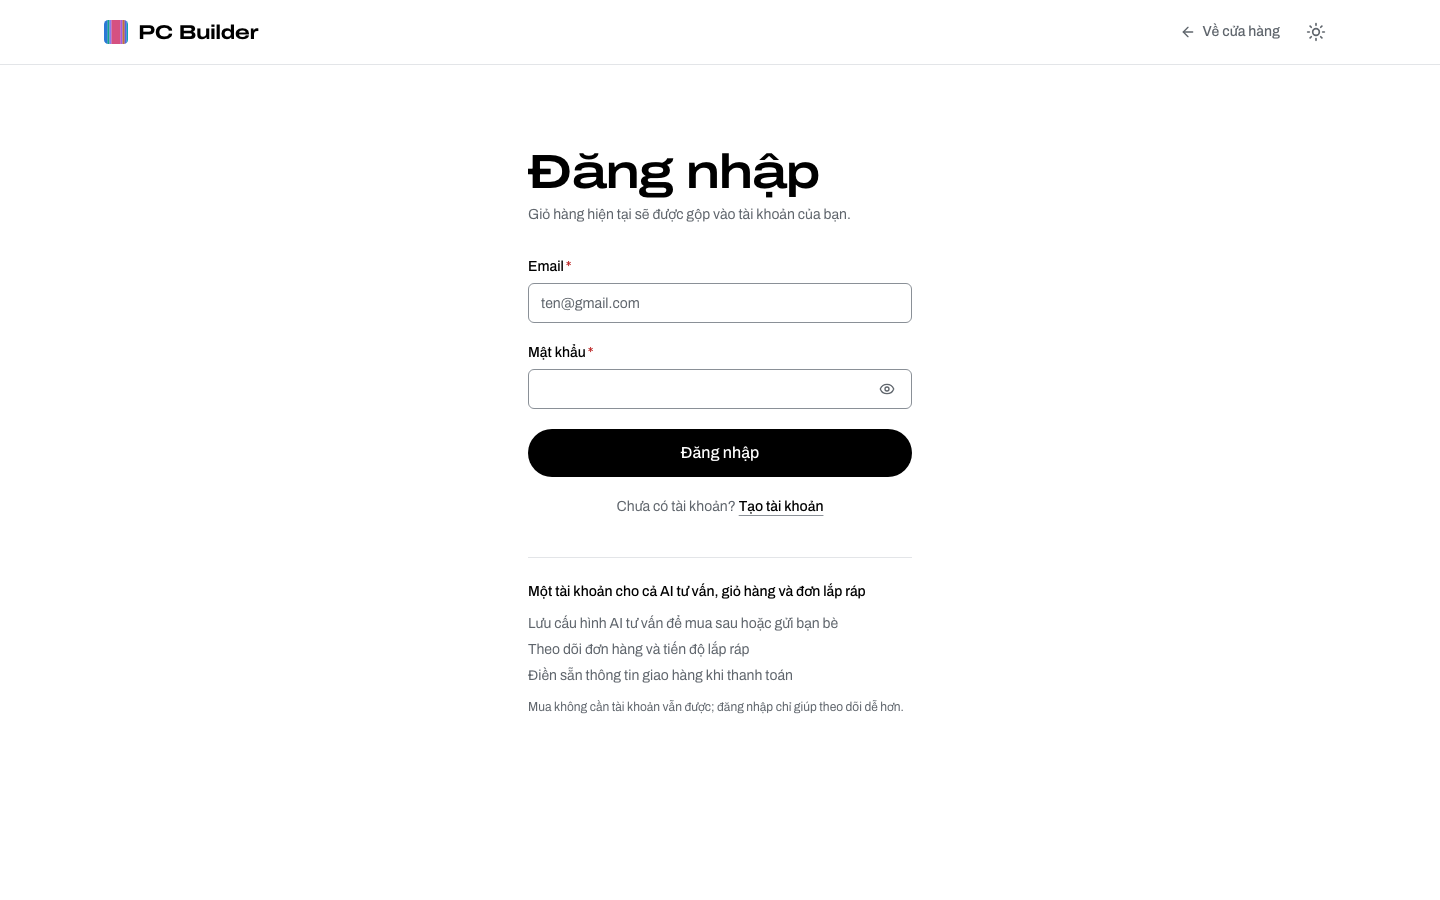 PC Builder
Về cửa hàng
Đăng nhập
Giỏ hàng hiện tại sẽ được gộp vào tài khoản của bạn.
Email *
ten@gmail.com
Mật khẩu *
Đăng nhập
Chưa có tài khoản? Tạo tài khoản
Một tài khoản cho cả AI tư vấn, giỏ hàng và đơn lắp ráp
Lưu cấu hình AI tư vấn để mua sau hoặc gửi bạn bè
Theo dõi đơn hàng và tiến độ lắp ráp
Điền sẵn thông tin giao hàng khi thanh toán
Mua không cần tài khoản vẫn được; đăng nhập chỉ giúp theo dõi dễ hơn.